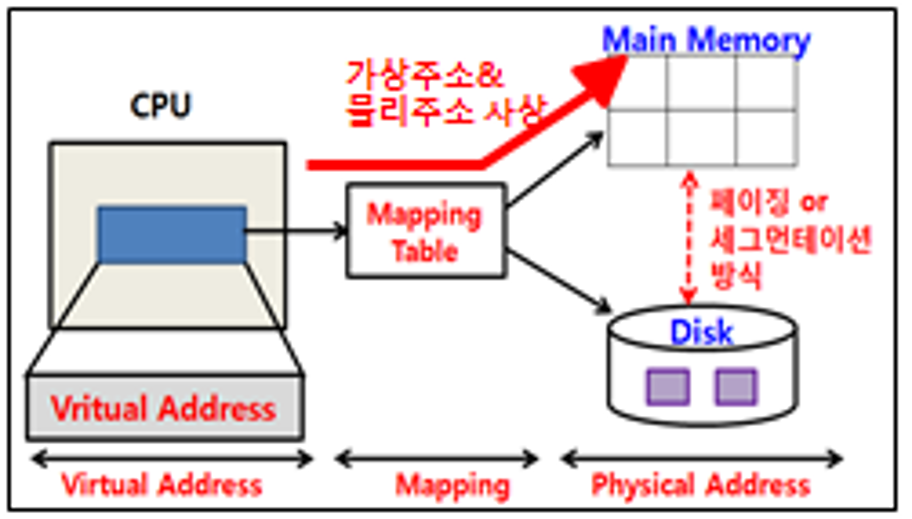 CPU
가상주소&
물리주소 사상
Main Memory
Mapping
Table
페이징 or
세그먼테이션
방식
Disk
Vritual Address
Virtual Address
Mapping
Physical Address